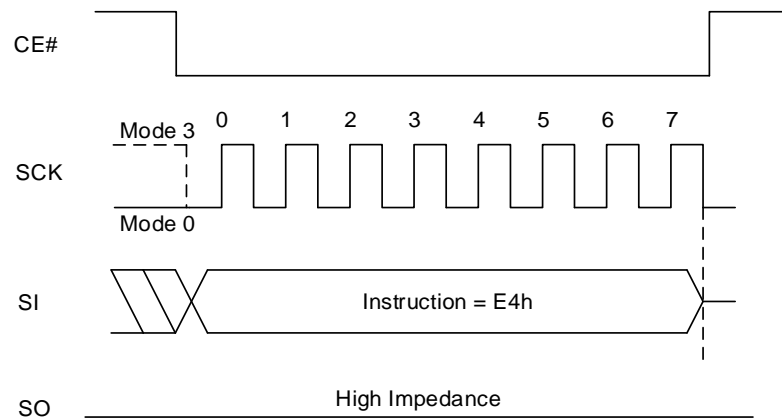 CE#
0 1 2 3 4 5 6 7
Mode 3
SCK
Mode 0
SI
Instruction = E4h
High Impedance
SO